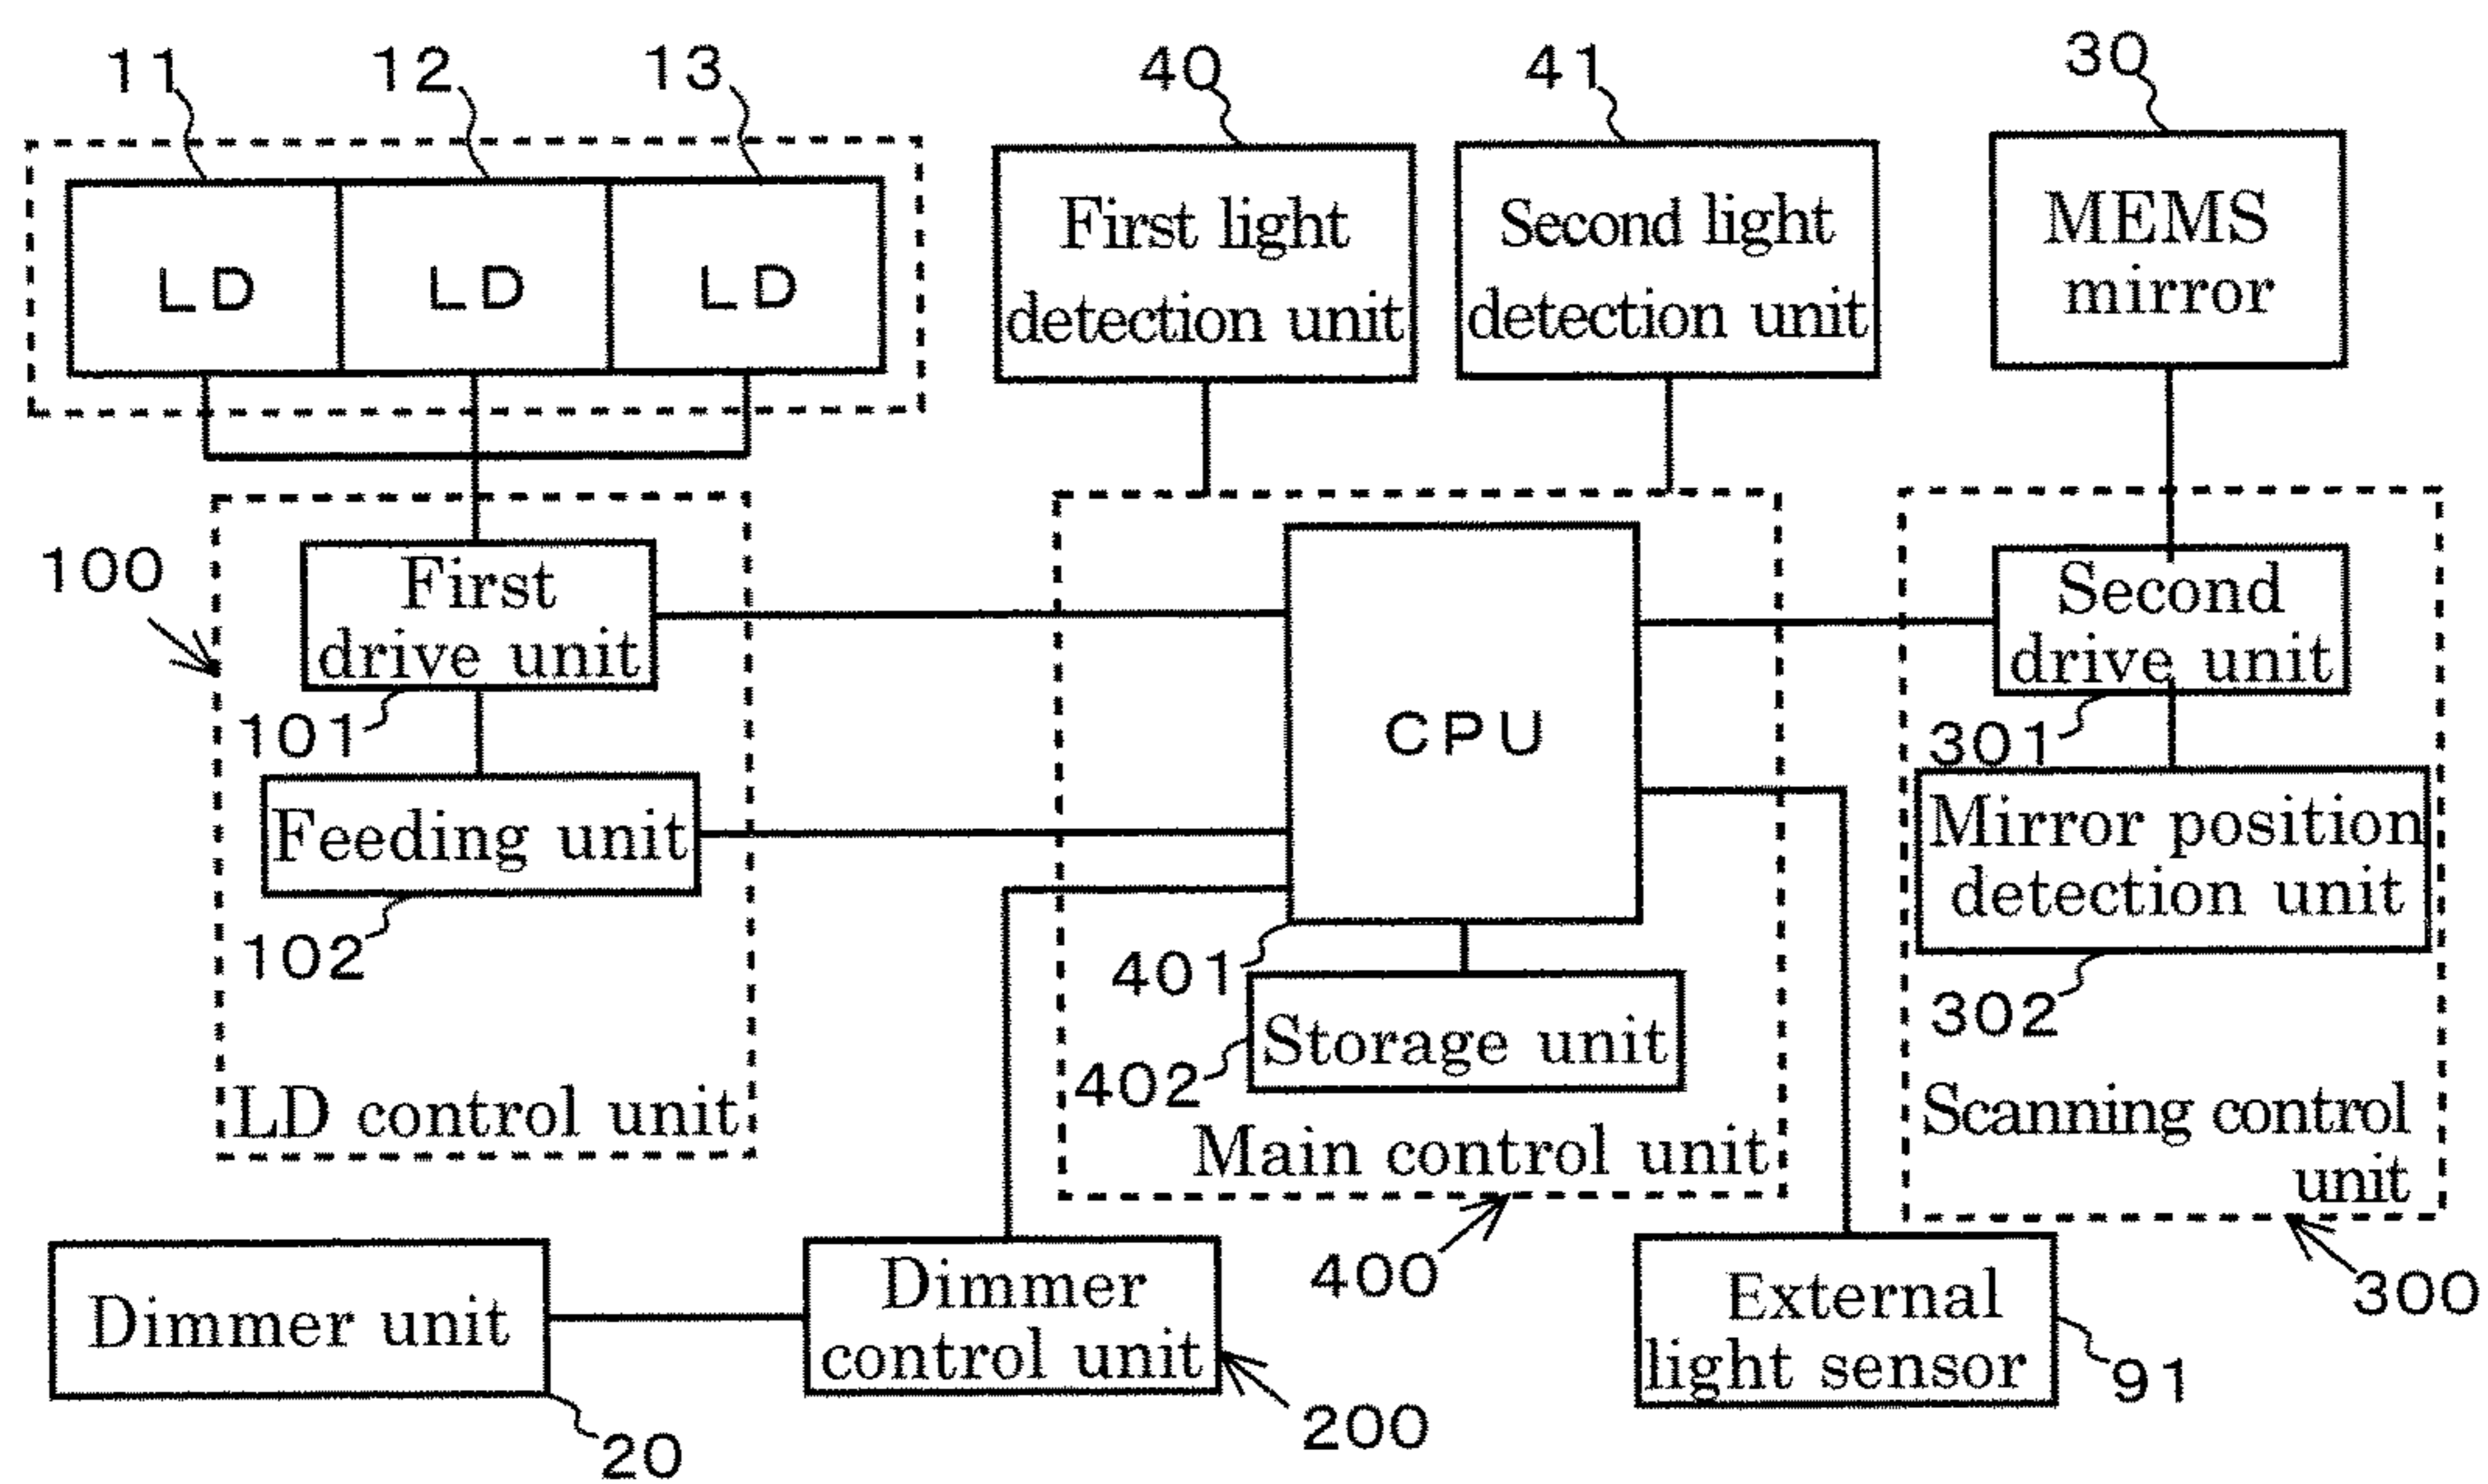 11
12
13
40
41
30
LD
LD
LD
First light
detection unit
Second light
detection unit
MEMS
mirror
100
First
drive unit
101
Feeding unit
102
LD control unit
CPU
401
Storage unit
402
Main control unit
400
Second
drive unit
301
Mirror position
detection unit
302
Scanning control
unit
300
Dimmer unit
20
Dimmer
control unit
200
External
light sensor
91